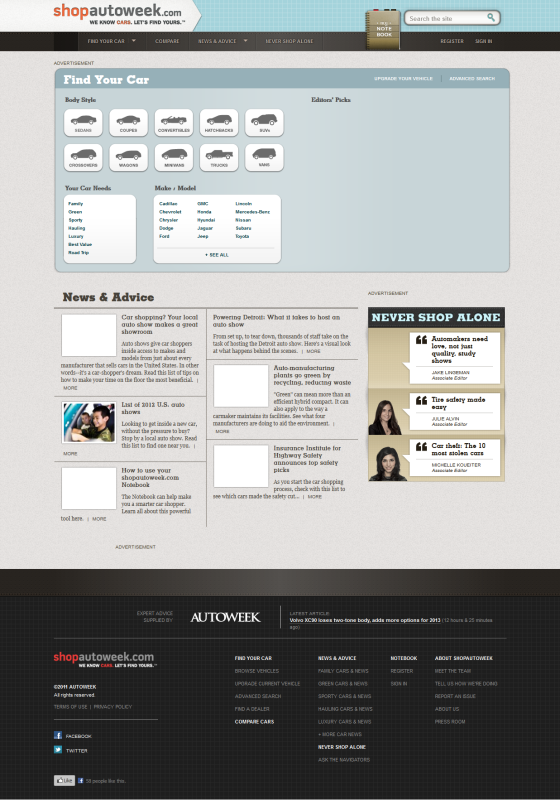 shopautoweek.com
WE KNOW CARS. LET'S FIND YOURS.™
NOTE
BOOK
Search the site
FIND YOUR CAR
COMPARE
NEWS & ADVICE
NEVER SHOP ALONE
REGISTER
SIGN IN
ADVERTISEMENT
Find Your Car
UPGRADE YOUR VEHICLE
ADVANCED SEARCH
Body Style
Editors' Picks
SEDANS
COUPES
CONVERTIBLES
HATCHBACKS
SUVs
CROSSOVERS
WAGONS
MINIVANS
TRUCKS
VANS
Your Car Needs
Family
Green
Sporty
Hauling
Luxury
Best Value
Road Trip
Make + Model
Cadillac GMC Lincoln
Chevrolet Honda Mercedes-Benz
Chrysler Hyundai Nissan
Dodge Jaguar Subaru
Ford Jeep Toyota
+ SEE ALL
News & Advice
Car shopping? Your local
auto show makes a great
showroom
Auto shows give car shoppers
inside access to makes and
models from just about every
manufacturer that sells cars in the United States. In other
words–it's a car-shopper's dream. Read this list of tips on
how to make your time on the floor the most beneficial. |
MORE
List of 2012 U.S. auto
shows
Looking to get inside a new car,
without the pressure to buy?
Stop by a local auto show. Read
this list to find one near you. |
MORE
How to use your
shopautoweek.com
Notebook
The Notebook can help make
you a smarter car shopper.
Learn all about this powerful
tool here. | MORE
Powering Detroit: What it takes to host an
auto show
From set up, to tear down, thousands of staff take on the
task of hosting the Detroit auto show. Here's a visual look
at what happens behind the scenes. | MORE
Auto-manufacturing
plants go green by
recycling, reducing waste
"Green" can mean more than an
efficient hybrid compact. It can
also apply to the way a
carmaker maintains its facilities. See what four
manufacturers are doing to aid the environment. |
MORE
Insurance Institute for
Highway Safety
announces top safety
picks
As you start the car shopping
process, check with this list to
see which cars made the safety cut... | MORE
ADVERTISEMENT
NEVER SHOP ALONE
Automakers need
love, not just
quality, study
shows
JAKE LINGEMAN
Associate Editor
Tire safety made
easy
JULIE ALVIN
Associate Editor
Car theft: The 10
most stolen cars
MICHELLE KOUEITER
Associate Editor
ADVERTISEMENT
EXPERT ADVICE
SUPPLIED BY:
AUTOWEEK
LATEST ARTICLE:
Volvo XC90 loses two-tone body, adds more options for 2013 (12 hours & 25 minutes
ago)
shopautoweek.com
WE KNOW CARS. LET'S FIND YOURS.™
©2011 AUTOWEEK
All rights reserved.
TERMS OF USE | PRIVACY POLICY
FACEBOOK
TWITTER
Like
50 people like this.
FIND YOUR CAR
BROWSE VEHICLES
UPGRADE CURRENT VEHICLE
ADVANCED SEARCH
FIND A DEALER
COMPARE CARS
NEWS & ADVICE
FAMILY CARS & NEWS
GREEN CARS & NEWS
SPORTY CARS & NEWS
HAULING CARS & NEWS
LUXURY CARS & NEWS
+ MORE CAR NEWS
NEVER SHOP ALONE
ASK THE NAVIGATORS
NOTEBOOK
REGISTER
SIGN IN
ABOUT SHOPAUTOWEEK
MEET THE TEAM
TELL US HOW WE'RE DOING
REPORT AN ISSUE
ABOUT US
PRESS ROOM